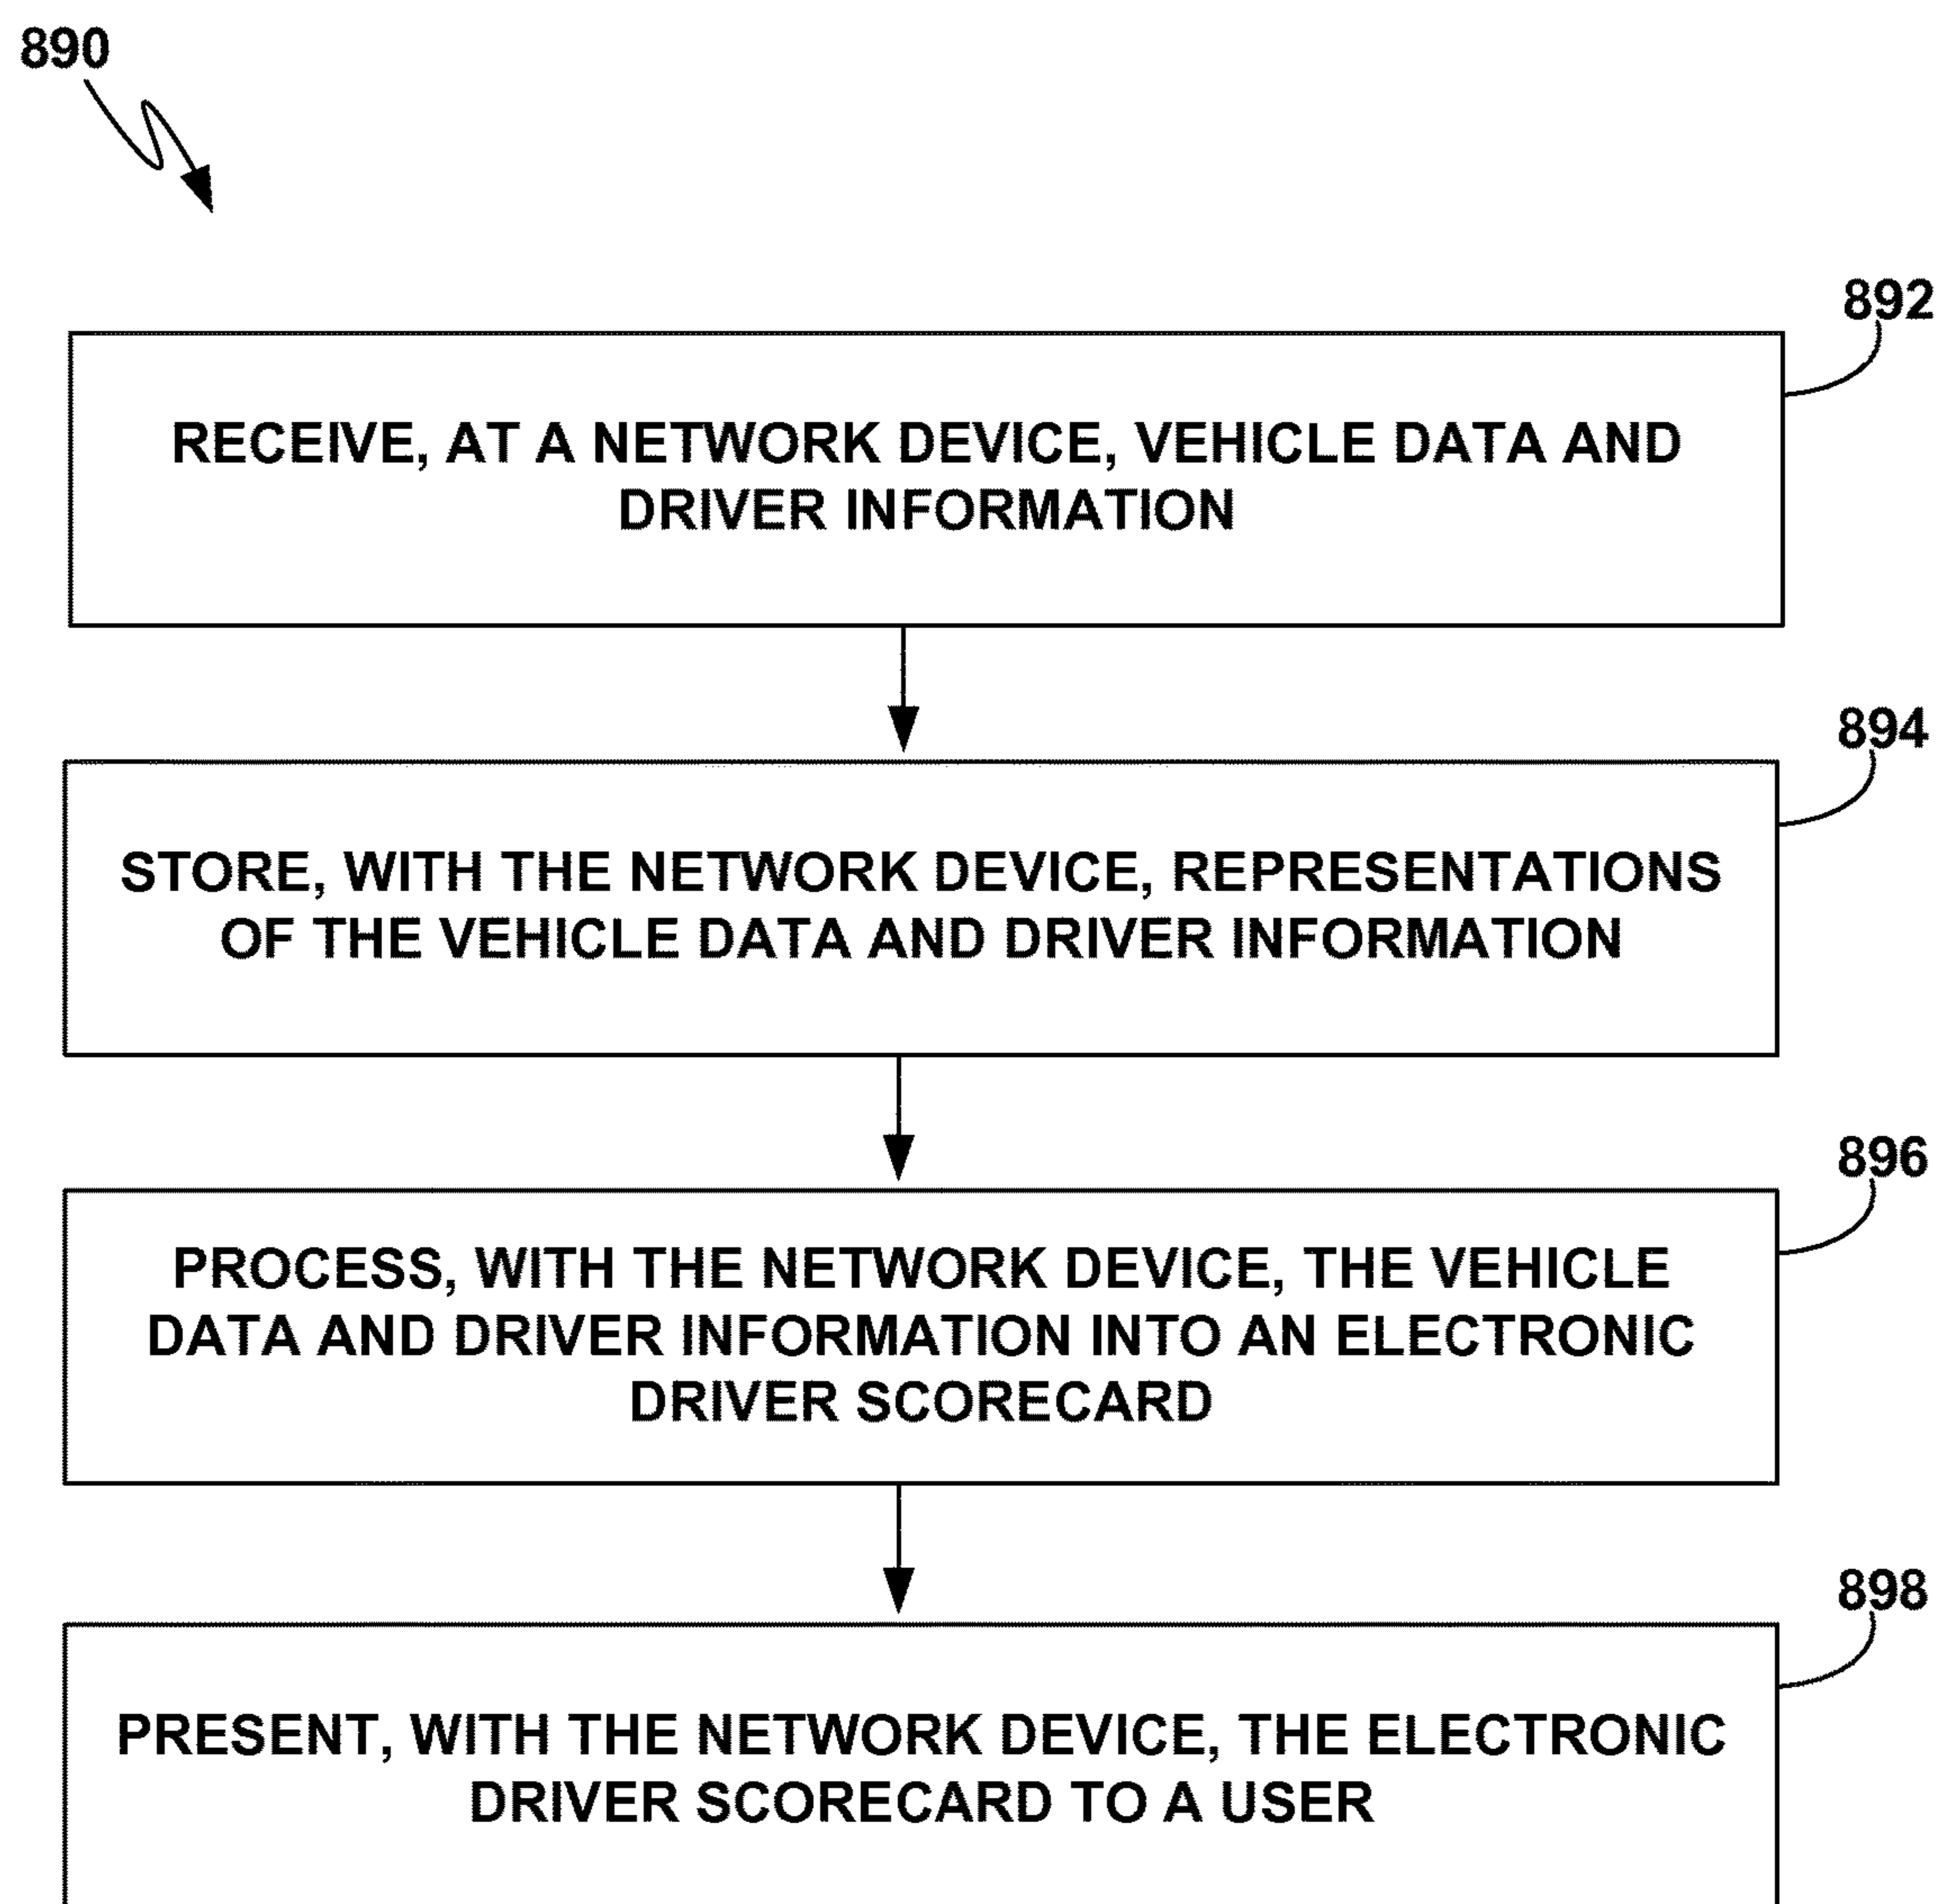 890
892
RECEIVE, AT A NETWORK DEVICE, VEHICLE DATA AND
DRIVER INFORMATION
894
STORE, WITH THE NETWORK DEVICE, REPRESENTATIONS
OF THE VEHICLE DATA AND DRIVER INFORMATION
896
PROCESS, WITH THE NETWORK DEVICE, THE VEHICLE
DATA AND DRIVER INFORMATION INTO AN ELECTRONIC
DRIVER SCORECARD
898
PRESENT, WITH THE NETWORK DEVICE, THE ELECTRONIC
DRIVER SCORECARD TO A USER